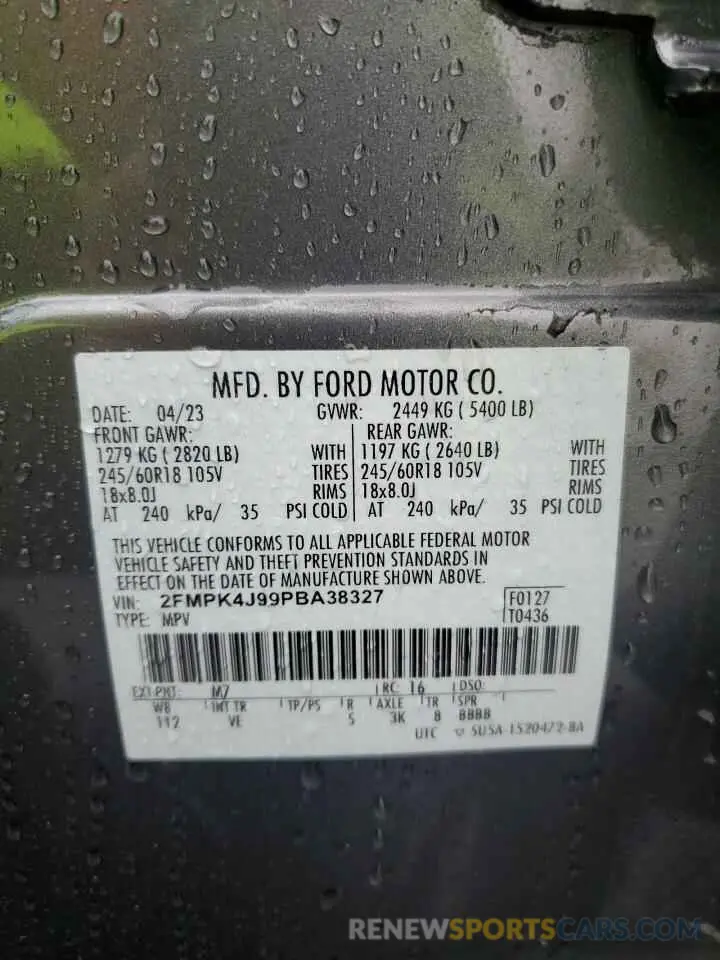 MFD. BY FORD MOTOR CO.
DATE: 04/23 GVWR: 2449 KG ( 5400 LB)
FRONT GAWR: REAR GAWR:
1279 KG ( 2820 LB) WITH 1197 KG ( 2640 LB) WITH
245/60R18 105V TIRES 245/60R18 105V TIRES
18x8.0J RIMS 18x8.0J RIMS
AT 240 kPa/ 35 PSI COLD AT 240 kPa/ 35 PSI COLD
THIS VEHICLE CONFORMS TO ALL APPLICABLE FEDERAL MOTOR
VEHICLE SAFETY AND THEFT PREVENTION STANDARDS IN
EFFECT ON THE DATE OF MANUFACTURE SHOWN ABOVE.
VIN: 2FMPK4J99PBA38327 F0127
TYPE: MPV T0436
EXT PNT: M7 RC: 16 DSO:
WB INT TR TP/PS R AXLE TR SPR
112 VE S 3K 8 BBBB
UTC 5U5A-1520472-BA
RENEWSPORTSCARS.COM